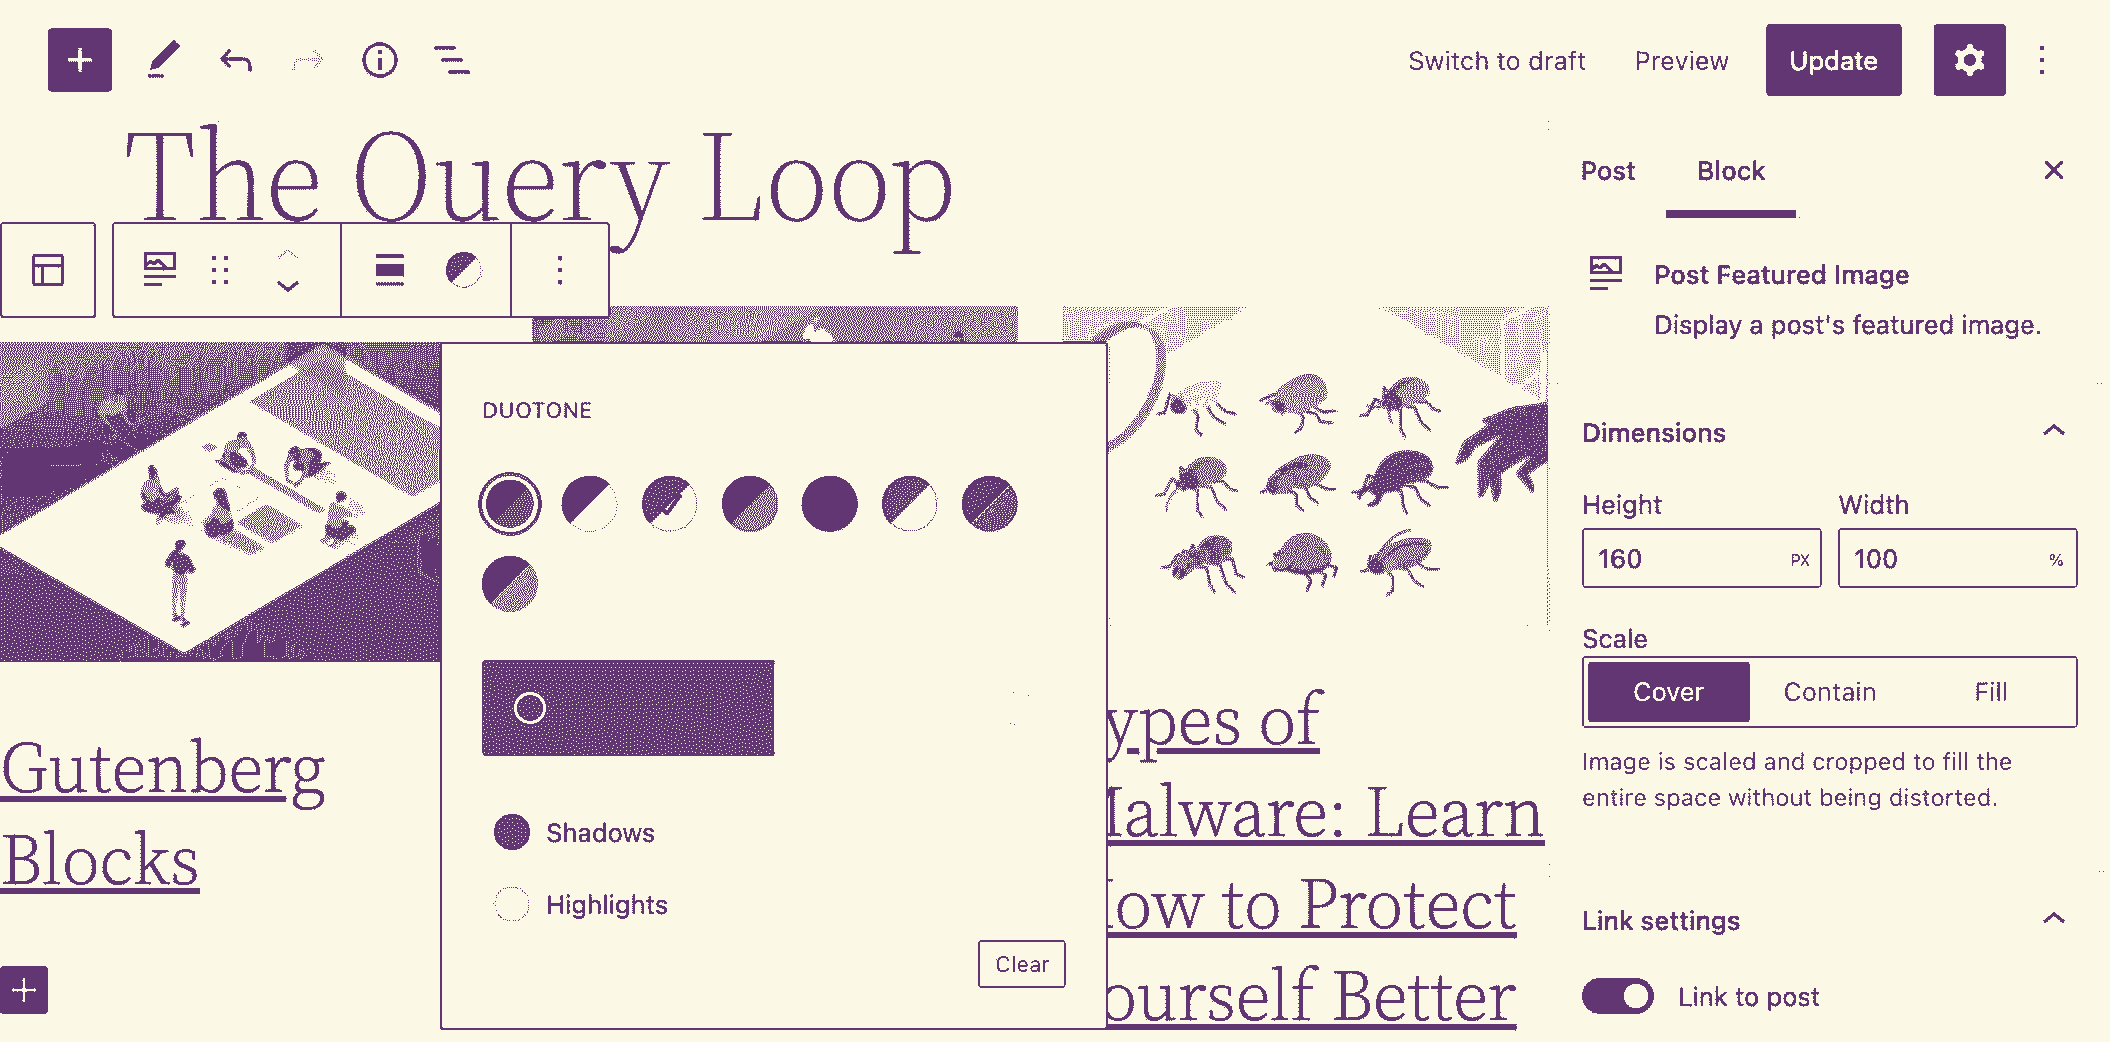 Switch to draft
Preview
Update
The Query Loop
Post
Block
Post Featured Image
Display a post's featured image.
DUOTONE
Dimensions
Height
Width
160
PX
100
%
Scale
Cover
Contain
Fill
Image is scaled and cropped to fill the
entire space without being distorted.
Gutenberg
Blocks
Shadows
Highlights
Clear
ypes of
alware: Learn
ow to Protect
ourself Better
Link settings
Link to post